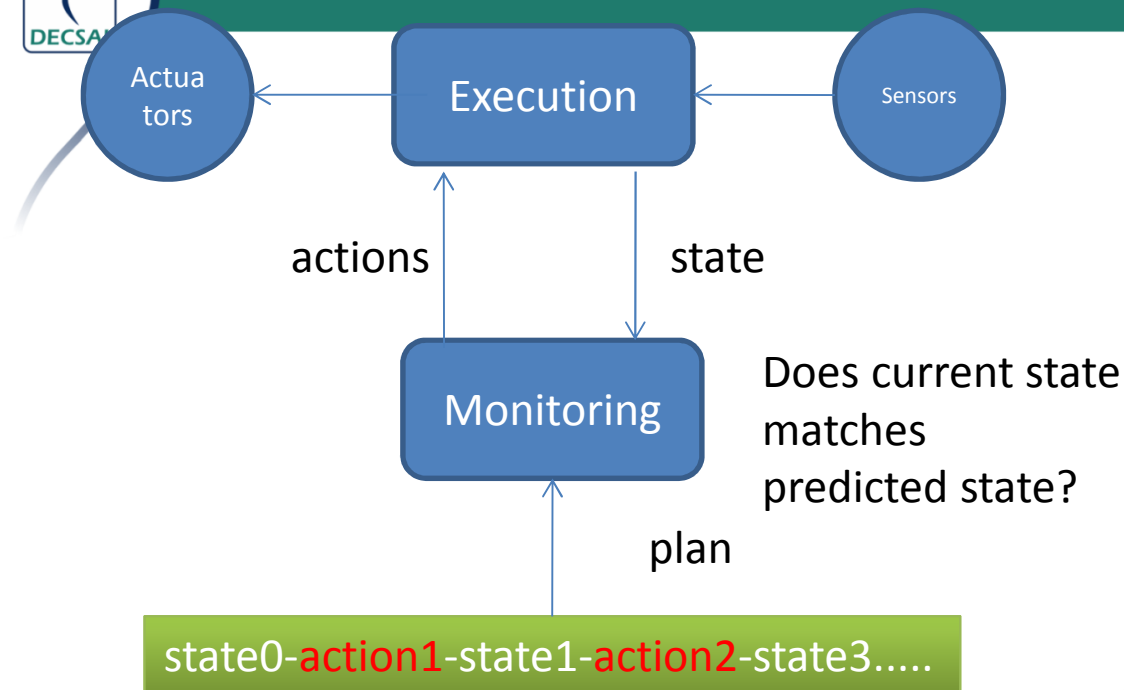 DECSA
Actua
tors
Execution
Sensors
actions
state
Monitoring
Does current state
matches
predicted state?
plan
state0-action1-state1-action2-state3.....